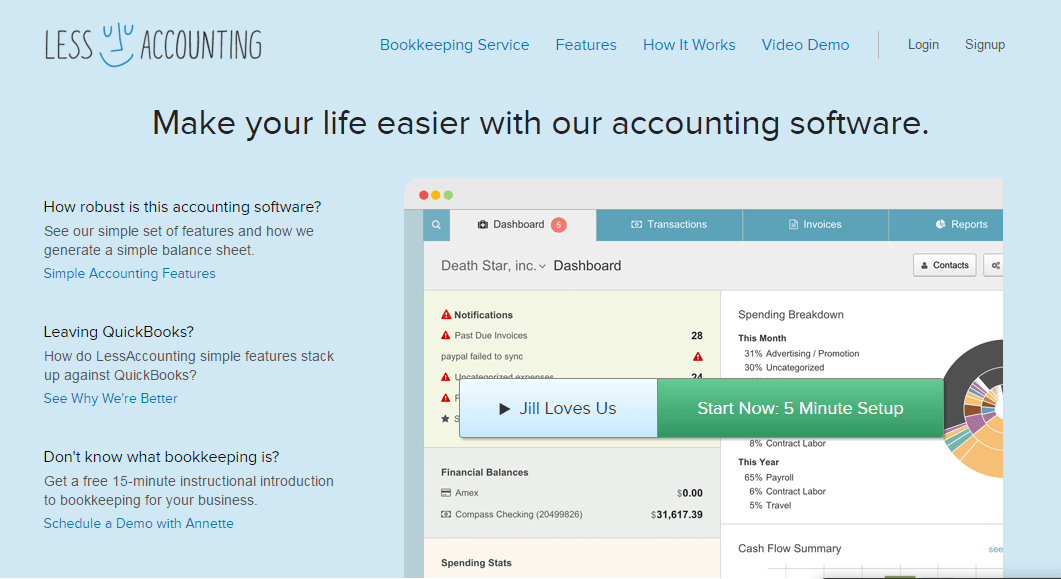 LESS ACCOUNTING
Bookkeeping Service Features How It Works Video Demo Login Signup
Make your life easier with our accounting software.
How robust is this accounting software?
See our simple set of features and how we
generate a simple balance sheet.
Simple Accounting Features
Leaving QuickBooks?
How do LessAccounting simple features stack
up against QuickBooks?
See Why We're Better
Don't know what bookkeeping is?
Get a free 15-minute instructional introduction
to bookkeeping for your business.
Schedule a Demo with Annette
Dashboard 5 Transactions Invoices Reports
Death Star, inc. Dashboard Contacts
Notifications
Past Due Invoices 28
paypal failed to sync
Uncategorized expenses 24
Jill Loves Us Start Now: 5 Minute Setup
Financial Balances
Amex $0.00
Compass Checking (20499826) $31,617.39
Spending Stats
Spending Breakdown
This Month
31% Advertising / Promotion
30% Uncategorized
8% Contract Labor
This Year
65% Payroll
6% Contract Labor
5% Travel
Cash Flow Summary see